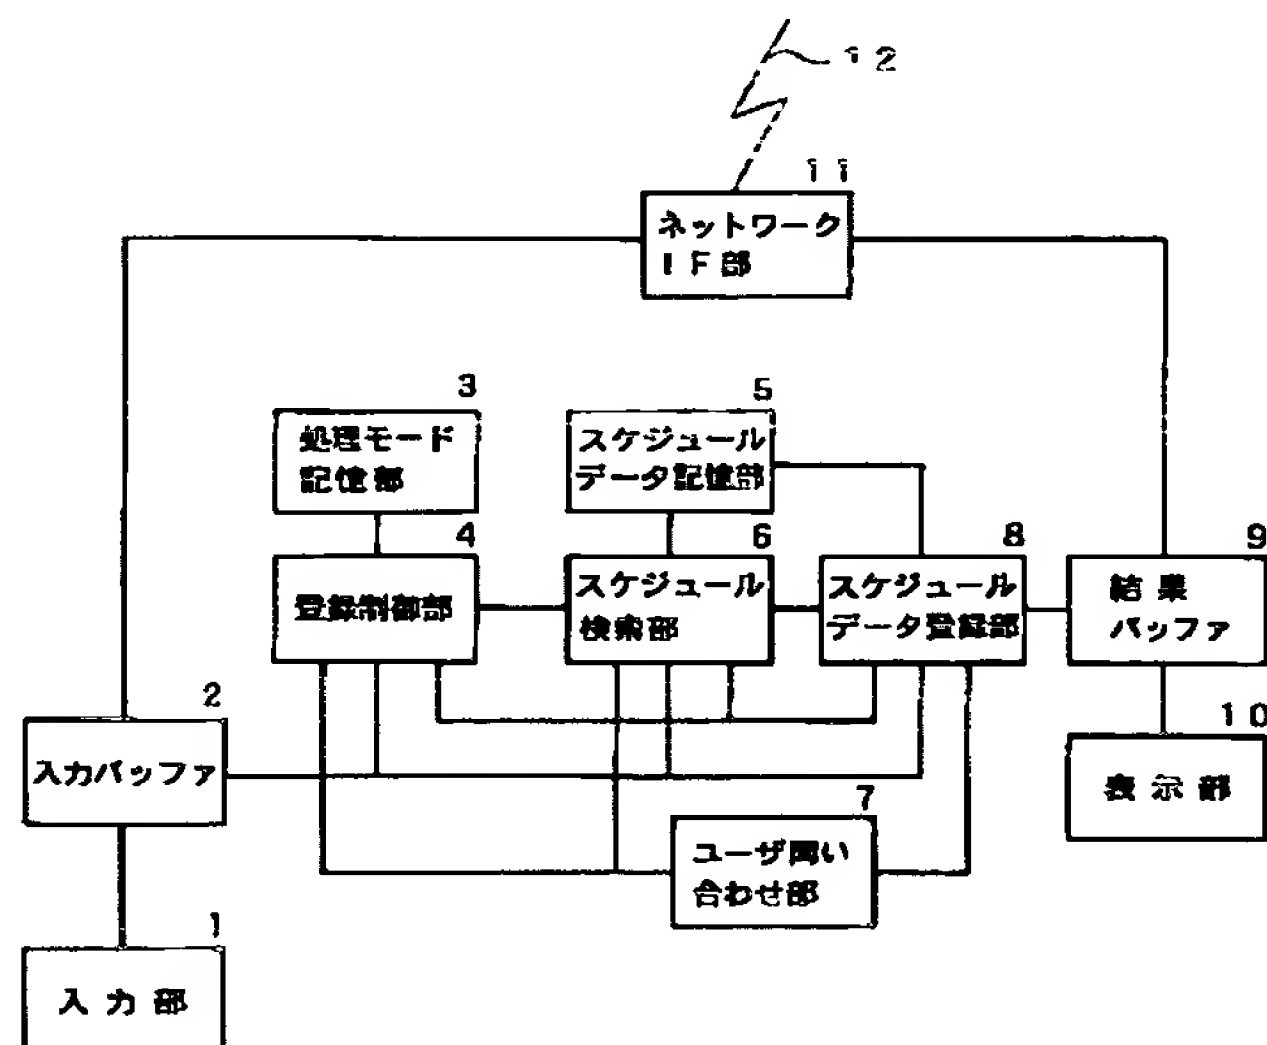 12
11
ネットワーク
IF部
3
処理モード
記憶部
5
スケジュール
データ記憶部
4
登録制御部
6
スケジュール
検索部
8
スケジュール
データ登録部
9
結果
バッファ
2
入力バッファ
10
表示部
7
ユーザ問い
合わせ部
1
入力部